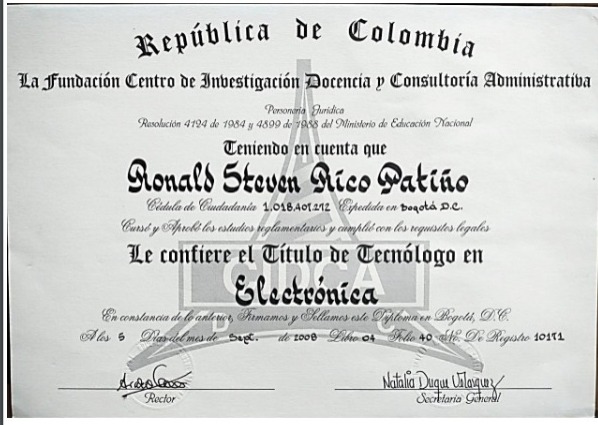 República de Colombia
La Fundación Centro de Investigación Docencia y Consultoría Administrativa
Personería Jurídica
Resolución 4124 de 1984 y 4899 de 1988 del Ministerio de Educación Nacional
Teniendo en cuenta que
Ronald Steven Rico Patiño
Cédula de Ciudadanía 1.018.401.212 Expedida en Bogotá D.C.
Cursó y Aprobó los estudios reglamentarios y cumplió con los requisitos legales
Le confiere el Título de Tecnólogo en
CIDCA
Electrónica
En constancia de lo anterior, Firmamos y Sellamos este Diploma en Bogotá, D.C.
A los 5 Días del mes de Sept. de 2008 Libro 04 Folio 40 No. De Registro 10171
Natalia Duque Velasquez
Rector
Secretaria General